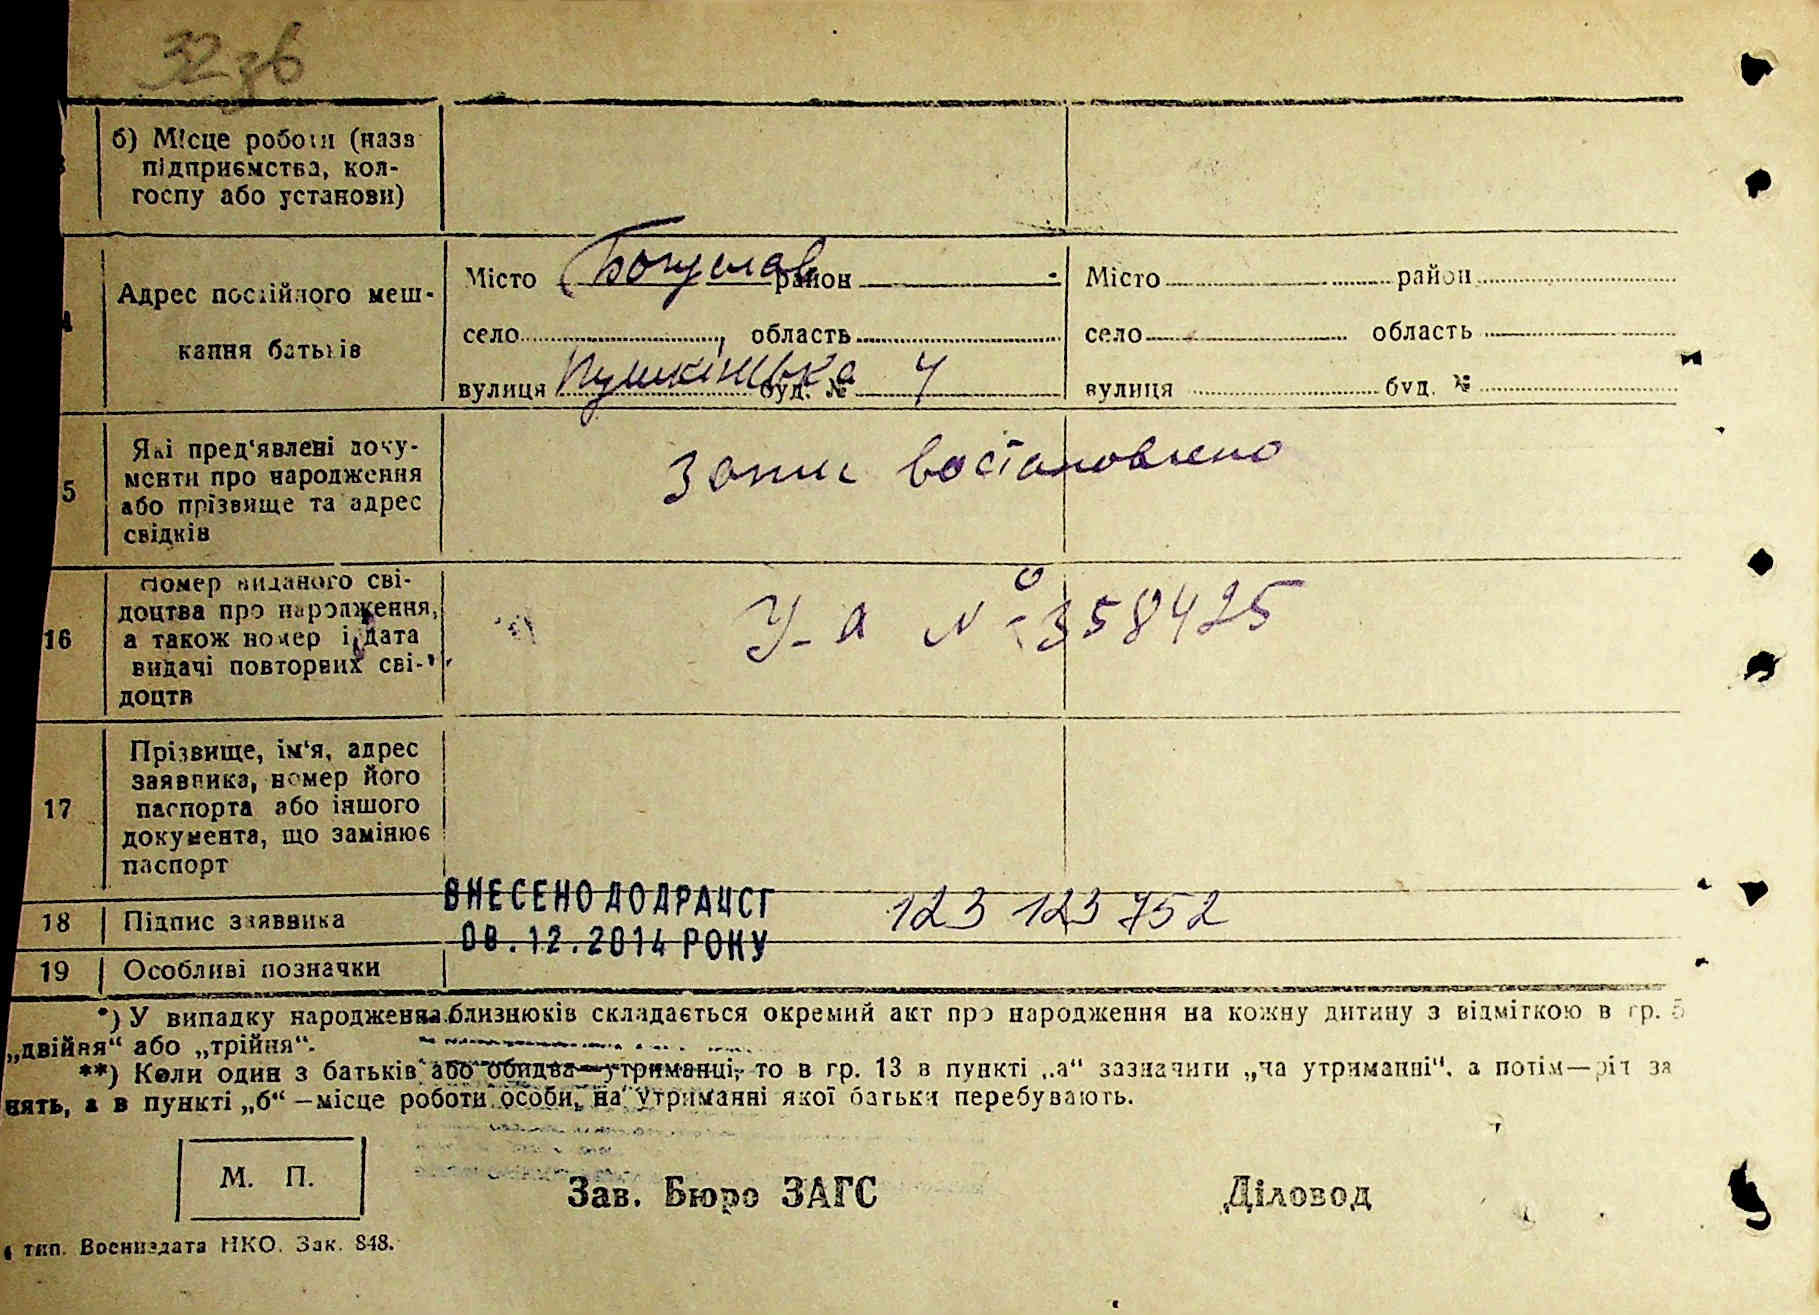 32 зв
б) Місце роботи (назв
підприємства, кол-
госпу або установи)
Адрес постійного меш-
кання батьків
Місто Богуслав район
село область
вулиця Пушкінська буд. № 4
Місто район
село область
вулиця буд. №
5
Які пред'явлені доку-
менти про народження
або прізвище та адрес
свідків
Запис востановлено
16
Номер виданого сві-
доцтва про народження,
а також номер і дата
видачі повторних сві-
доцтв
У-А № 358425
17
Прізвище, ім'я, адрес
заявника, номер його
паспорта або іншого
документа, що замінює
паспорт
18 Підпис заявника
ВНЕСЕНО ДО ДРАЦСГ
08.12.2014 РОКУ
123 123 752
19 Особливі позначки
*) У випадку народження близнюків складається окремий акт про народження на кожну дитину з відміткою в гр. 5
„двійня“ або „трійня“.
**) Коли один з батьків або обидва утриманці, то в гр. 13 в пункті „а“ зазначити „на утриманні“, а потім—рід за
нять, а в пункті „б“ —місце роботи особи, на утриманні якої батьки перебувають.
М. П.
Зав. Бюро ЗАГС
Діловод
тип. Воениздата НКО. Зак. 848.